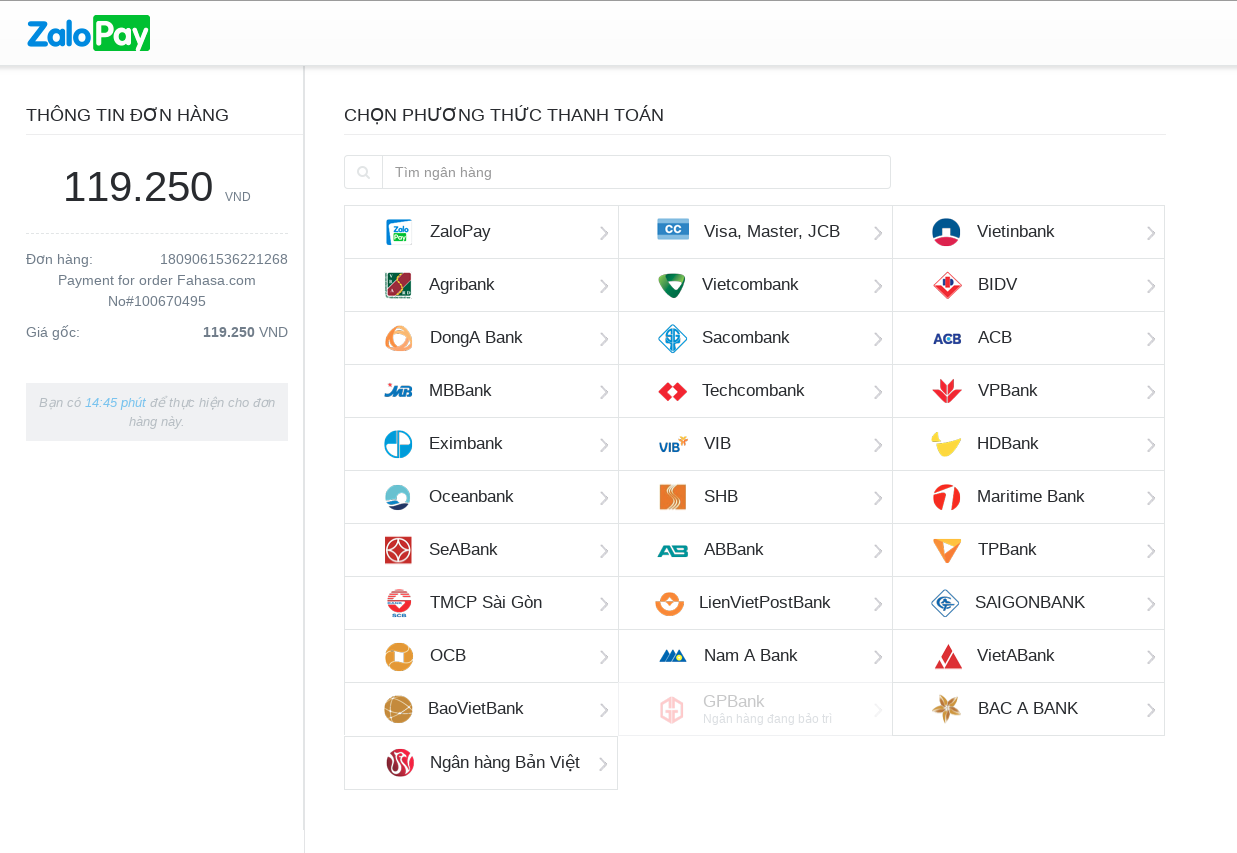 ZaloPay
THÔNG TIN ĐƠN HÀNG
119.250 VND
Đơn hàng: 1809061536221268
Payment for order Fahasa.com
No#100670495
Giá gốc: 119.250 VND
Bạn có 14:45 phút để thực hiện cho đơn
hàng này.
CHỌN PHƯƠNG THỨC THANH TOÁN
Tìm ngân hàng
Zalo Pay ZaloPay
CC Visa, Master, JCB
Vietinbank
Agribank
Vietcombank
BIDV
DongA Bank
Sacombank
ACB ACB
MB MBBank
Techcombank
VPBank
Eximbank
VIB VIB
HDBank
Oceanbank
SHB
Maritime Bank
SeABank
AB ABBank
TPBank
SCB TMCP Sài Gòn
LienVietPostBank
SAIGONBANK
OCB
Nam A Bank
VietABank
BaoVietBank
GPBank
Ngân hàng đang bảo trì
BAC A BANK
Ngân hàng Bản Việt